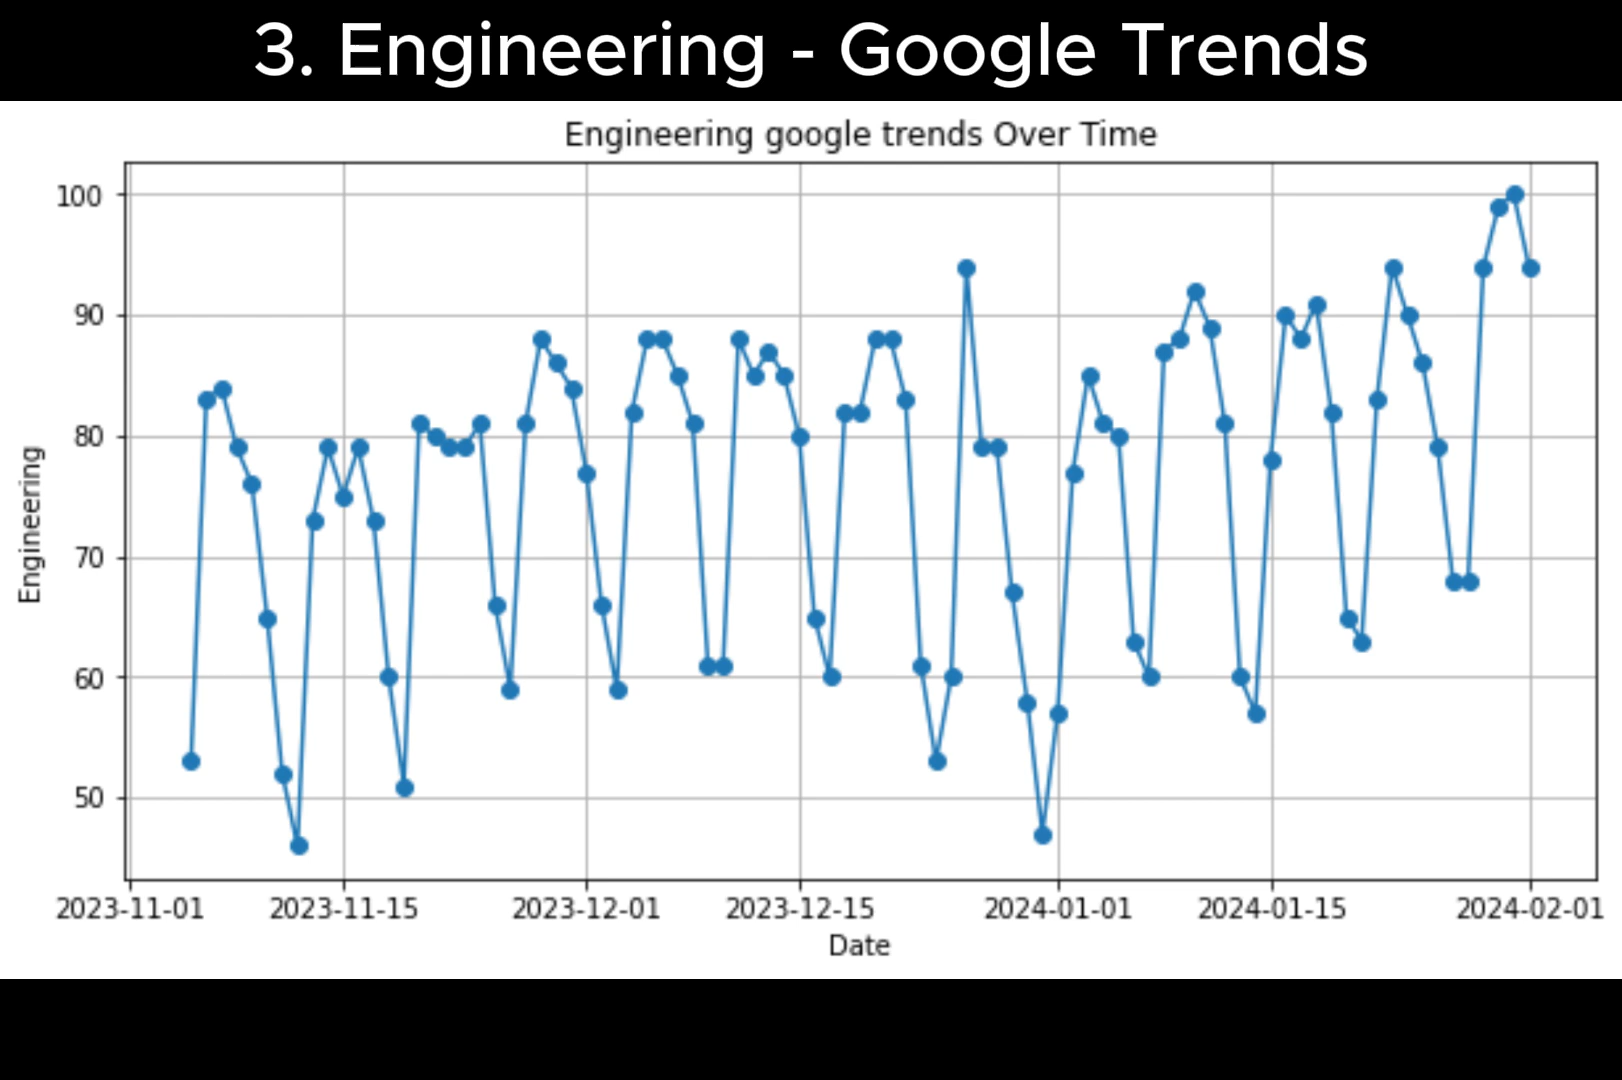 3. Engineering - Google Trends
Engineering google trends Over Time
100
90
80
70
60
50
Engineering
2023-11-01 2023-11-15 2023-12-01 2023-12-15 2024-01-01 2024-01-15 2024-02-01
Date